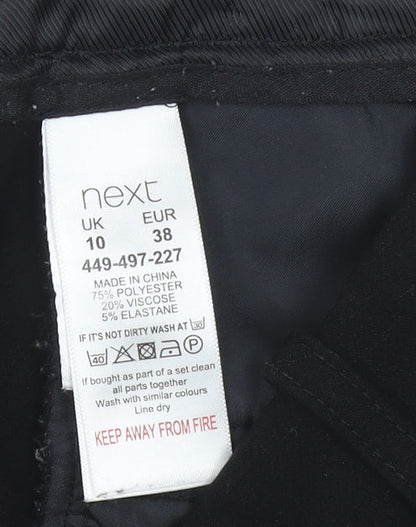 next
UK EUR
10 38
449-497-227
MADE IN CHINA
75% POLYESTER
20% VISCOSE
5% ELASTANE
IF IT'S NOT DIRTY WASH AT 30
40 P
If bought as part of a set clean
all parts together
Wash with similar colours
Line dry
KEEP AWAY FROM FIRE